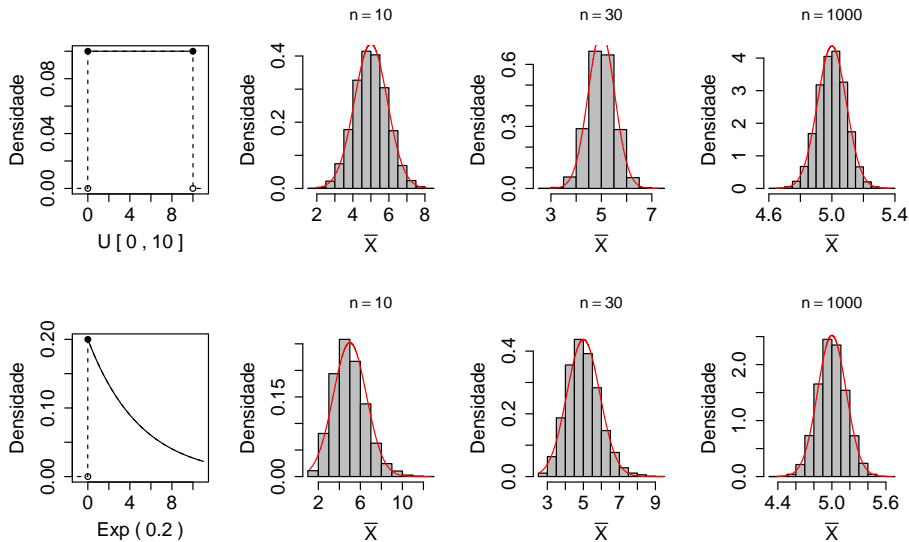 n = 10
n = 30
n = 1000
Densidade
0.00 0.04 0.08
0 4 8
U [ 0 , 10 ]
Densidade
0.0 0.2 0.4
2 4 6 8
X̅
Densidade
0.0 0.3 0.6
3 5 7
X̅
Densidade
0 1 2 3 4
4.6 5.0 5.4
X̅
n = 10
n = 30
n = 1000
Densidade
0.00 0.10 0.20
0 4 8
Exp ( 0.2 )
Densidade
0.00 0.15
2 6 10
X̅
Densidade
0.0 0.2 0.4
3 5 7 9
X̅
Densidade
0.0 1.0 2.0
4.4 5.0 5.6
X̅